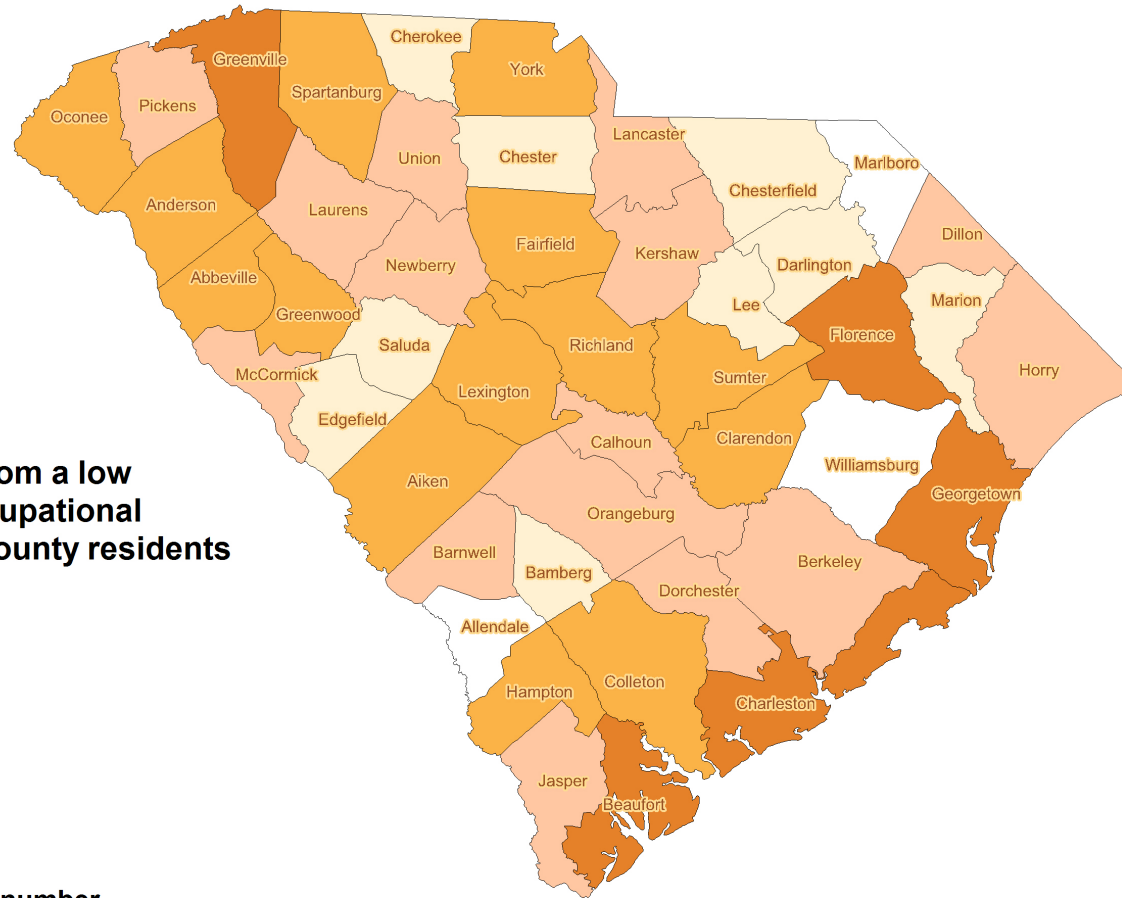 Cherokee
Greenville
York
Spartanburg
Pickens
Oconee
Lancaster
Union
Chester
Marlboro
Chesterfield
Anderson
Laurens
Dillon
Fairfield
Kershaw
Newberry
Darlington
Abbeville
Marion
Lee
Greenwood
Florence
Saluda
Richland
Horry
McCormick
Sumter
Lexington
Edgefield
Clarendon
Calhoun
Williamsburg
om a low
Aiken
Georgetown
upational
Orangeburg
ounty residents
Barnwell
Berkeley
Bamberg
Dorchester
Allendale
Colleton
Hampton
Charleston
Jasper
Beaufort
number